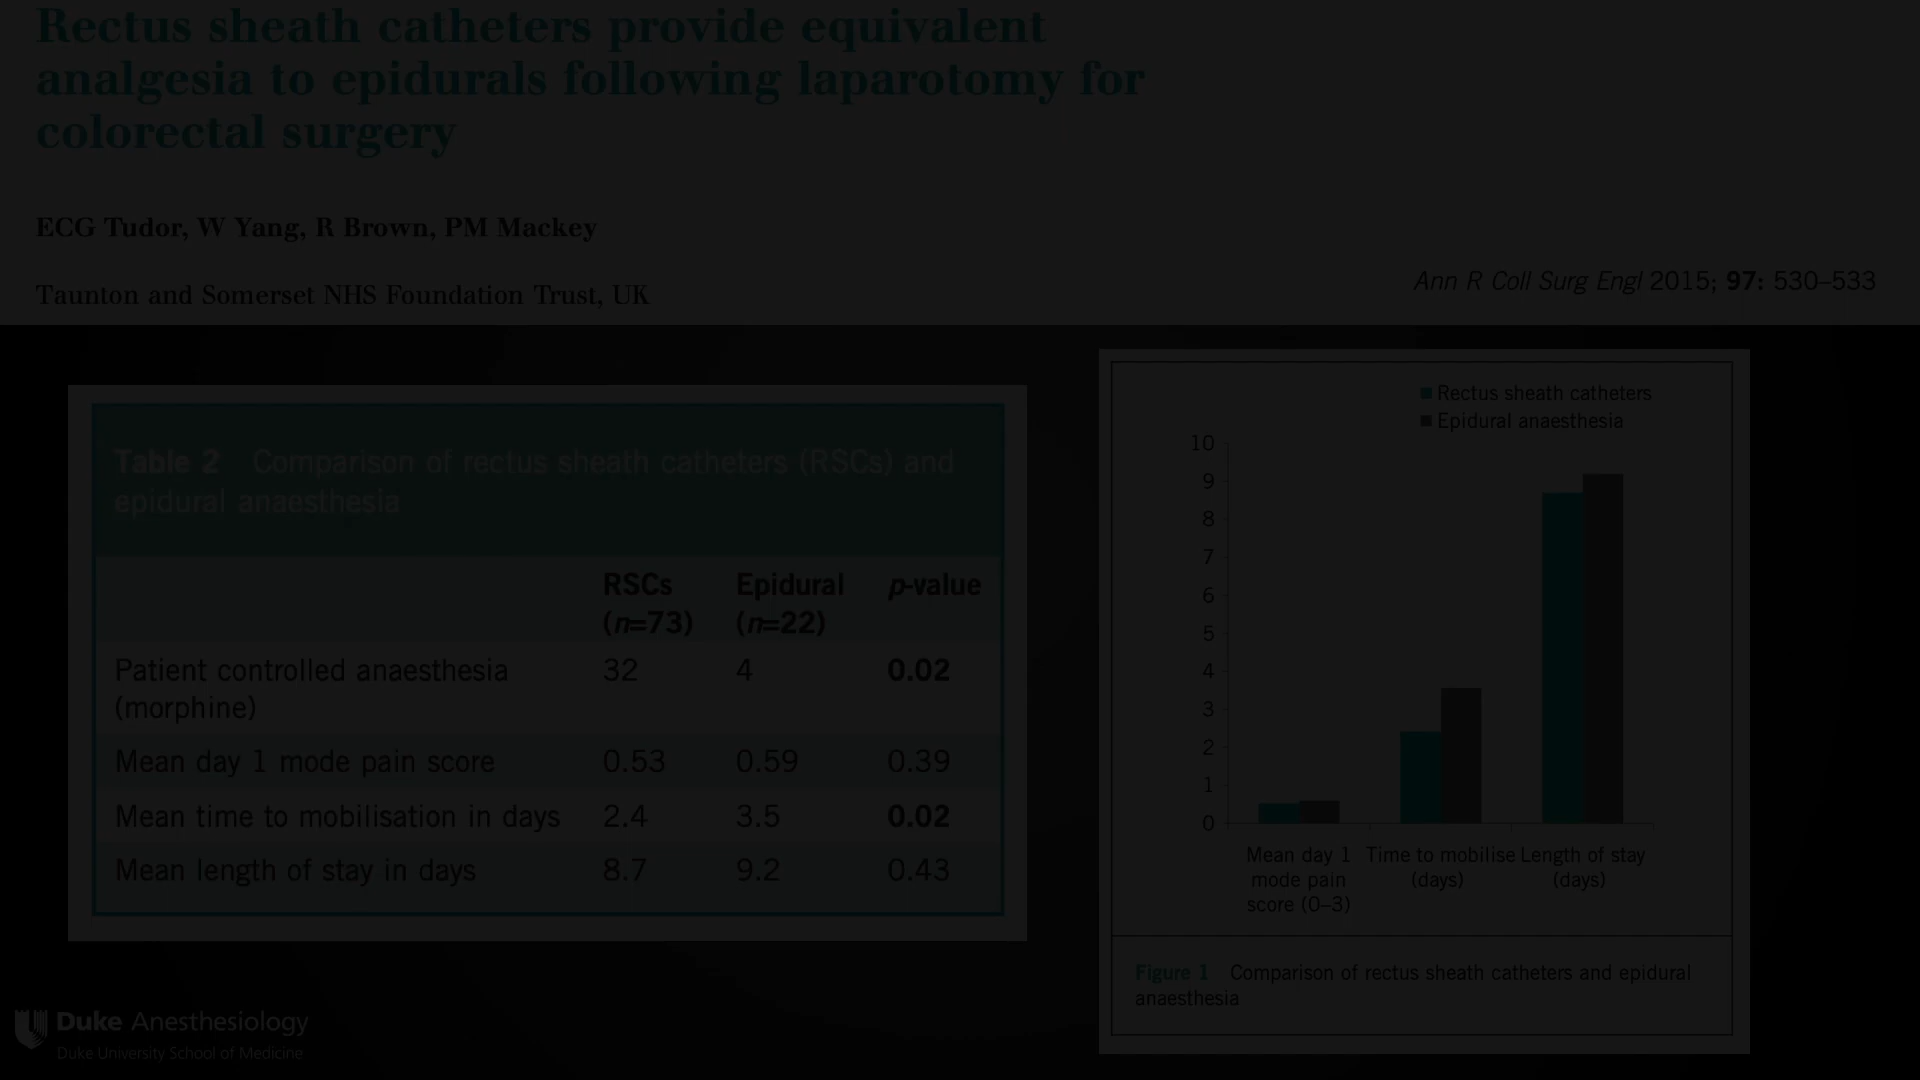 Rectus sheath catheters provide equivalent
analgesia to epidurals following laparotomy for
colorectal surgery
ECG Tudor, W Yang, R Brown, PM Mackey
Taunton and Somerset NHS Foundation Trust, UK
Ann R Coll Surg Engl 2015; 97: 530–533
Table 2 Comparison of rectus sheath catheters (RSCs) and
epidural anaesthesia
RSCs Epidural p-value
(n=73) (n=22)
Patient controlled anaesthesia 32 4 0.02
(morphine)
Mean day 1 mode pain score 0.53 0.59 0.39
Mean time to mobilisation in days 2.4 3.5 0.02
Mean length of stay in days 8.7 9.2 0.43
Rectus sheath catheters
Epidural anaesthesia
10
9
8
7
6
5
4
3
2
1
0
Mean day 1 Time to mobilise Length of stay
mode pain (days) (days)
score (0–3)
Figure 1 Comparison of rectus sheath catheters and epidural
anaesthesia
Duke Anesthesiology
Duke University School of Medicine